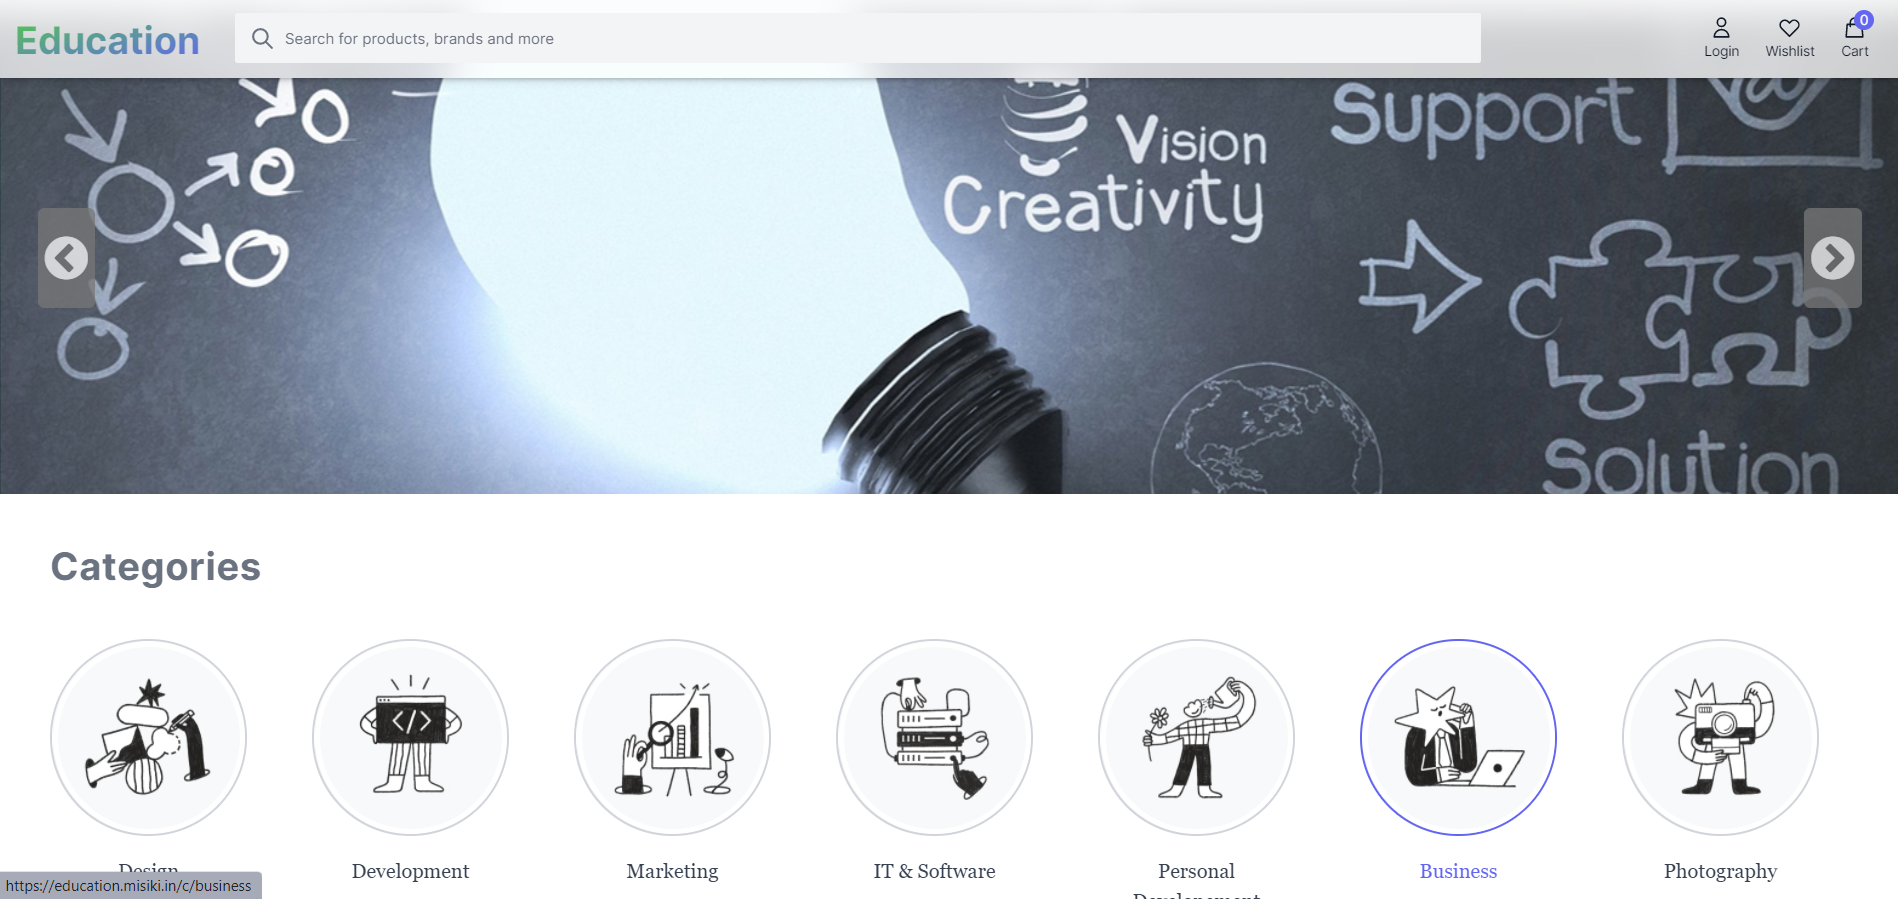 Education
Search for products, brands and more
Login
Wishlist
Cart
0
Vision
Creativity
Support
@
Solution
Categories
</>
Design
Development
Marketing
IT & Software
Personal
Developement
Business
Photography
https://education.misiki.in/c/business